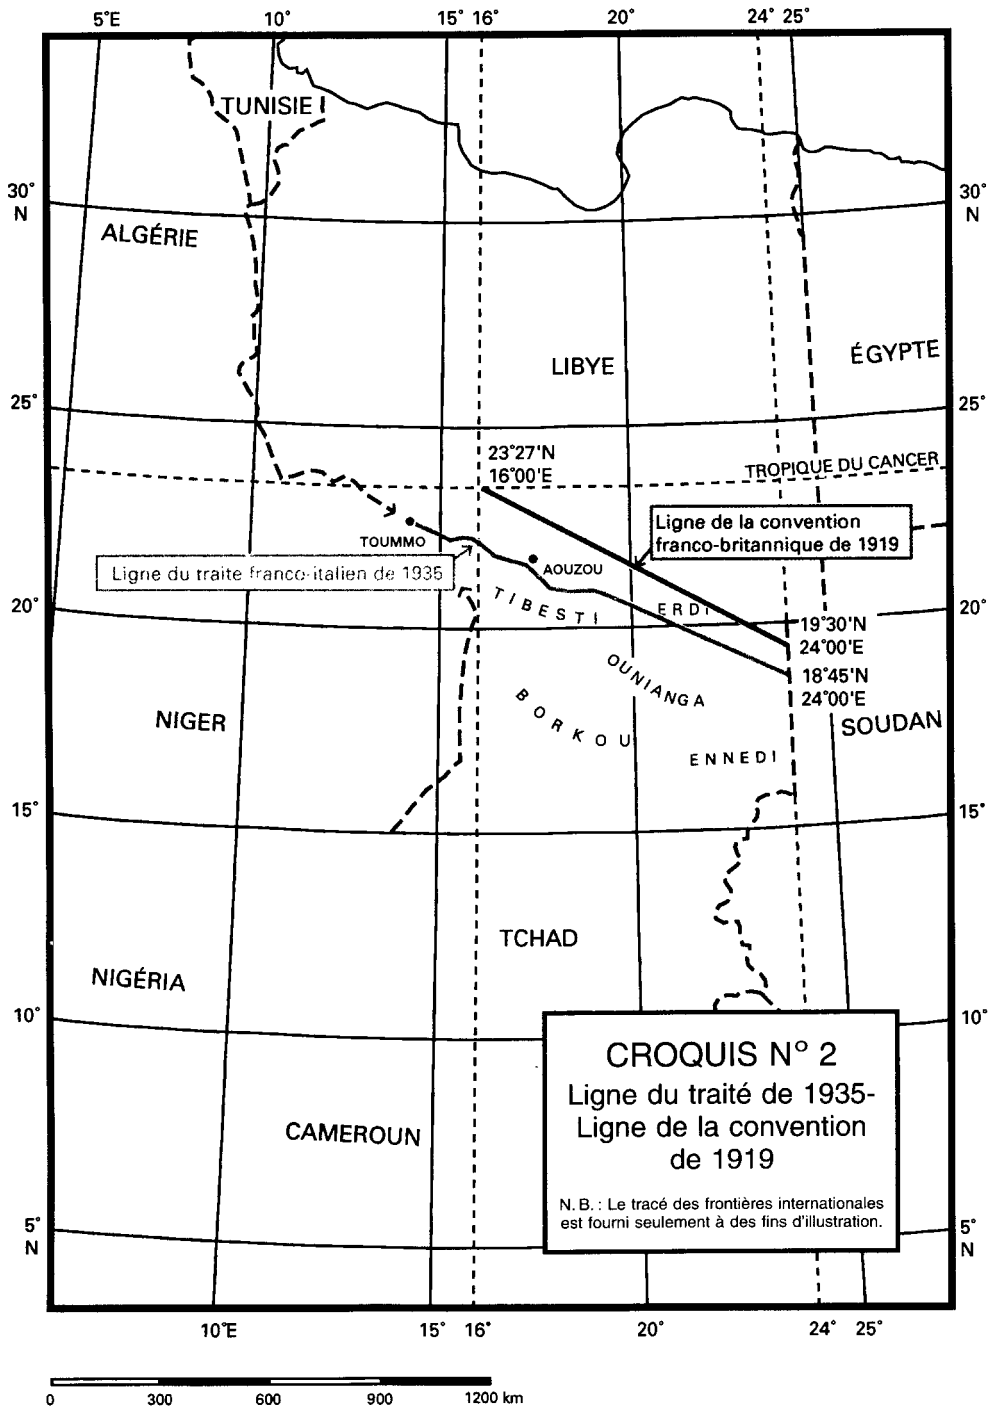 5°E 10° 15° 16° 20° 24° 25°
TUNISIE
30° N
30° N
ALGÉRIE
LIBYE
ÉGYPTE
25°
25°
23°27'N
16°00'E
TROPIQUE DU CANCER
Ligne de la convention
franco-britannique de 1919
TOUMMO
AOUZOU
Ligne du traite franco-italien de 1935
20°
20°
TIBESTI
ERDI
19°30'N
24°00'E
18°45'N
24°00'E
OUNIANGA
BORKOU
ENNEDI
NIGER
SOUDAN
15°
15°
TCHAD
NIGÉRIA
10°
10°
CROQUIS N° 2
Ligne du traité de 1935-
Ligne de la convention
de 1919
N.B.: Le tracé des frontières internationales
est fourni seulement à des fins d'illustration.
CAMEROUN
5° N
5° N
10°E 15° 16° 20° 24° 25°
0 300 600 900 1200 km